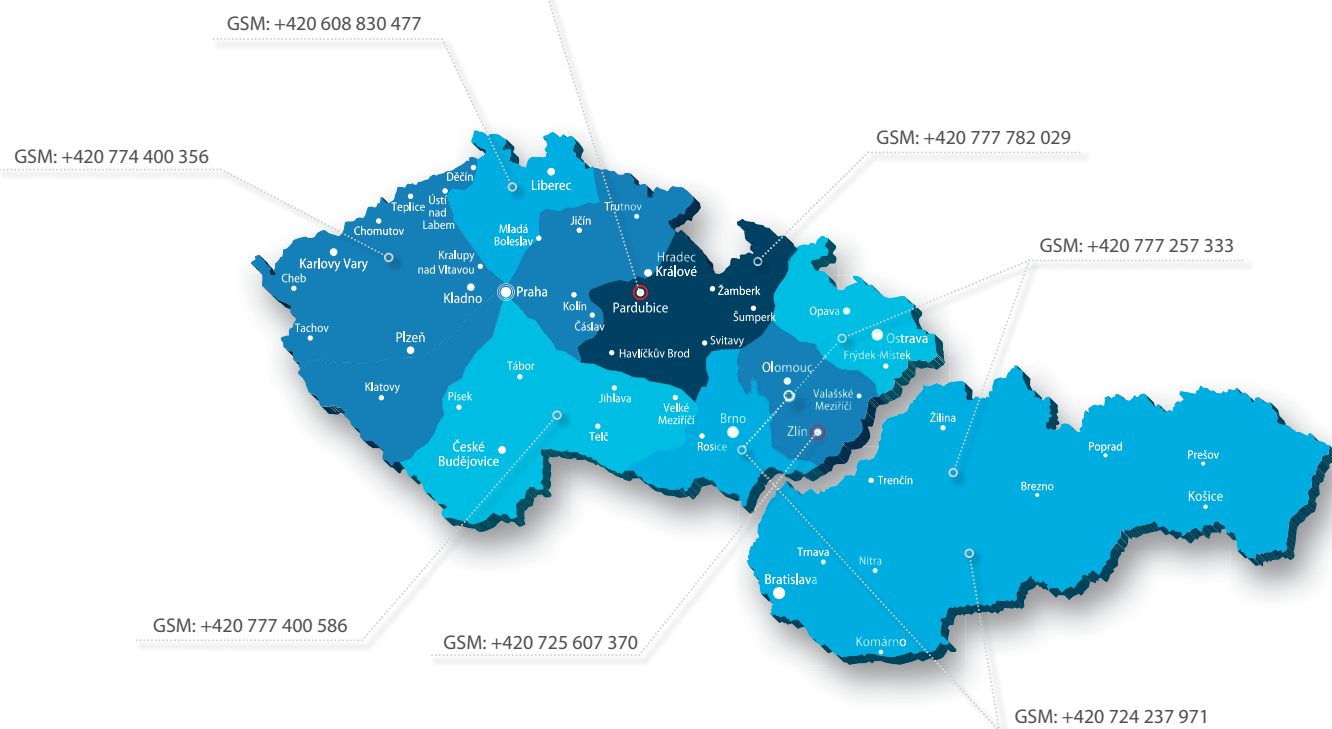 GSM: +420 608 830 477
GSM: +420 777 782 029
GSM: +420 774 400 356
Děčín
Liberec
Teplice
Ústí
nad
Labem
Chomutov
Trutnov
Jičín
Mladá
Boleslav
GSM: +420 777 257 333
Karlovy Vary
Kralupy
nad Vltavou
Hradec
Králové
Cheb
Kladno
Praha
Kolín
Pardubice
Žamberk
Čáslav
Šumperk
Opava
Tachov
Plzeň
Svitavy
Ostrava
Havlíčkův Brod
Frýdek-Místek
Tábor
Olomouc
Klatovy
Písek
Jihlava
Velké
Meziříčí
Valašské
Meziříčí
Brno
Žilina
Telč
Zlín
České
Budějovice
Rosice
Poprad
Prešov
Trenčín
Brezno
Košice
Trnava
Nitra
Bratislava
GSM: +420 777 400 586
GSM: +420 725 607 370
Komárno
GSM: +420 724 237 971